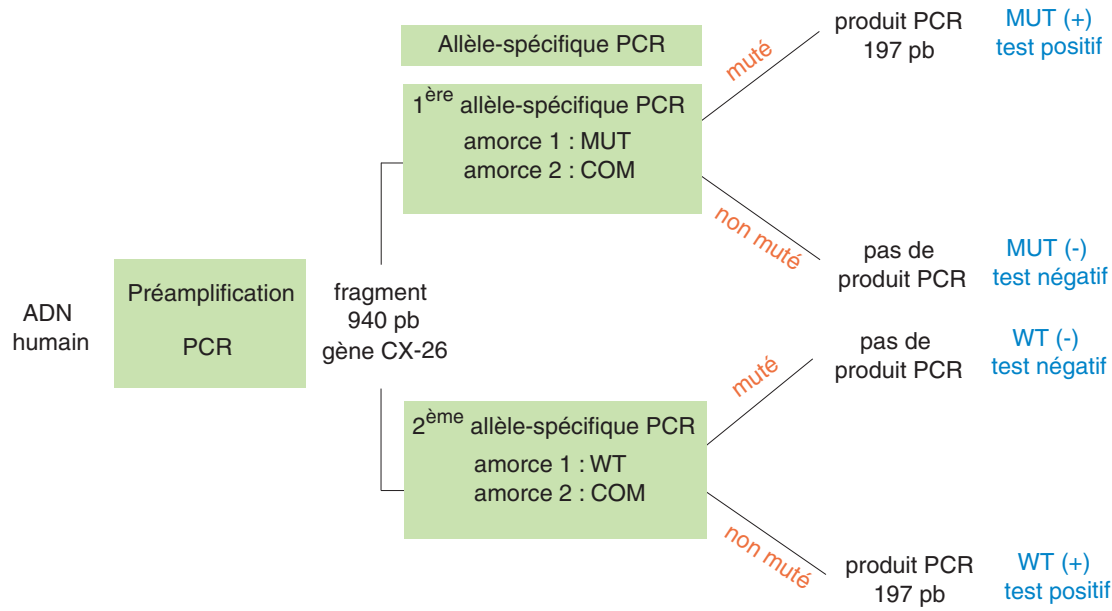 ADN
humain
Préamplification
PCR
fragment
940 pb
gène CX-26
Allèle-spécifique PCR
1ère allèle-spécifique PCR
amorce 1 : MUT
amorce 2 : COM
muté
produit PCR
197 pb
MUT (+)
test positif
non muté
pas de
produit PCR
MUT (-)
test négatif
2ème allèle-spécifique PCR
amorce 1 : WT
amorce 2 : COM
muté
pas de
produit PCR
WT (-)
test négatif
non muté
produit PCR
197 pb
WT (+)
test positif